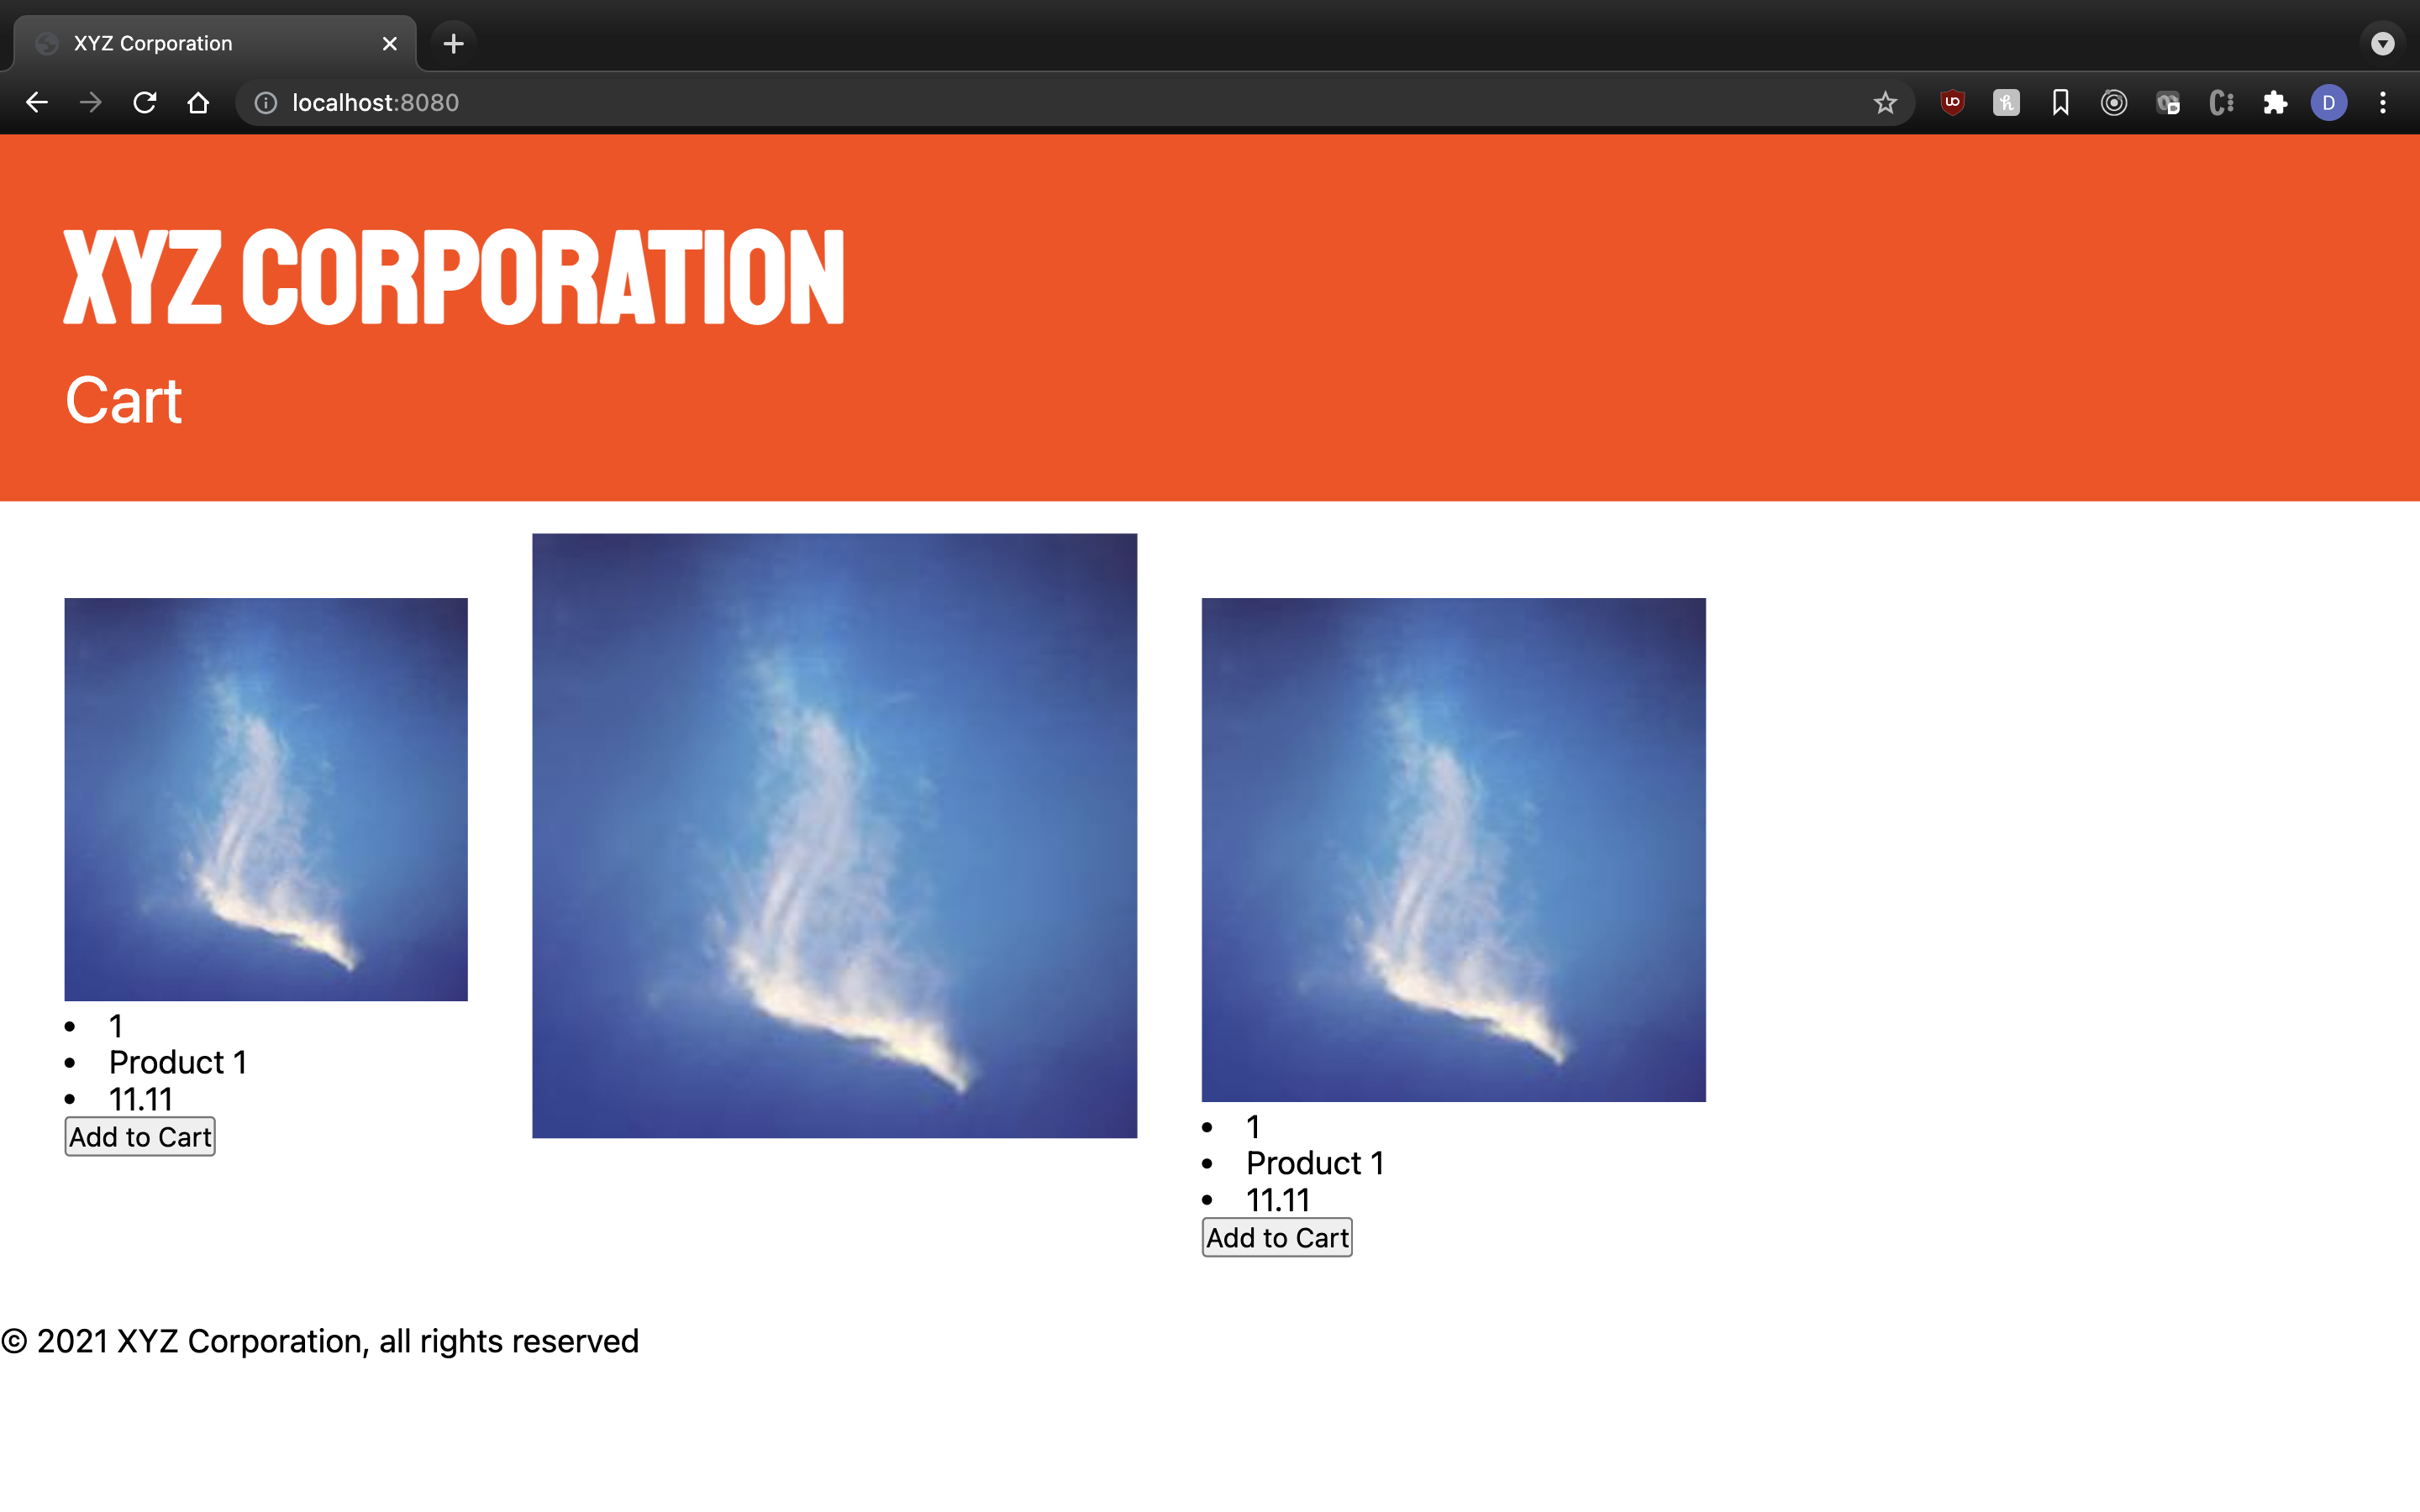 XYZ Corporation
localhost:8080
D
XYZ CORPORATION
Cart
1
Product 1
11.11
Add to Cart
1
Product 1
11.11
Add to Cart
© 2021 XYZ Corporation, all rights reserved